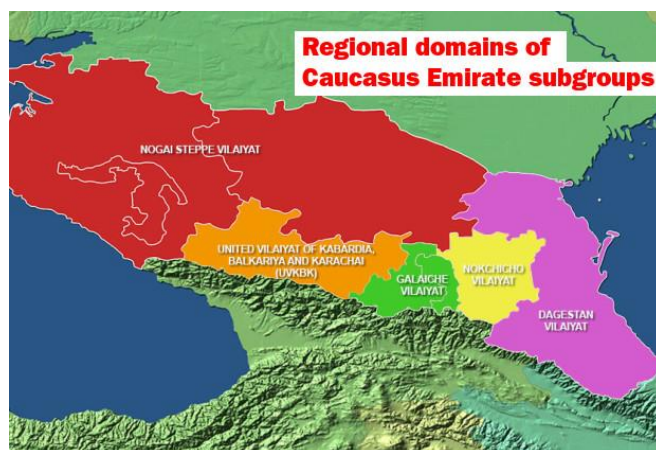 Regional domains of
Caucasus Emirate subgroups
NOGAI STEPPE VILAIYAT
UNITED VILAIYAT OF KABARDIA,
BALKARIYA AND KARACHAI
(UVKBK)
GALAICHE
VILAIYAT
NOKCHICHO
VILAIYAT
DAGESTAN
VILAIYAT